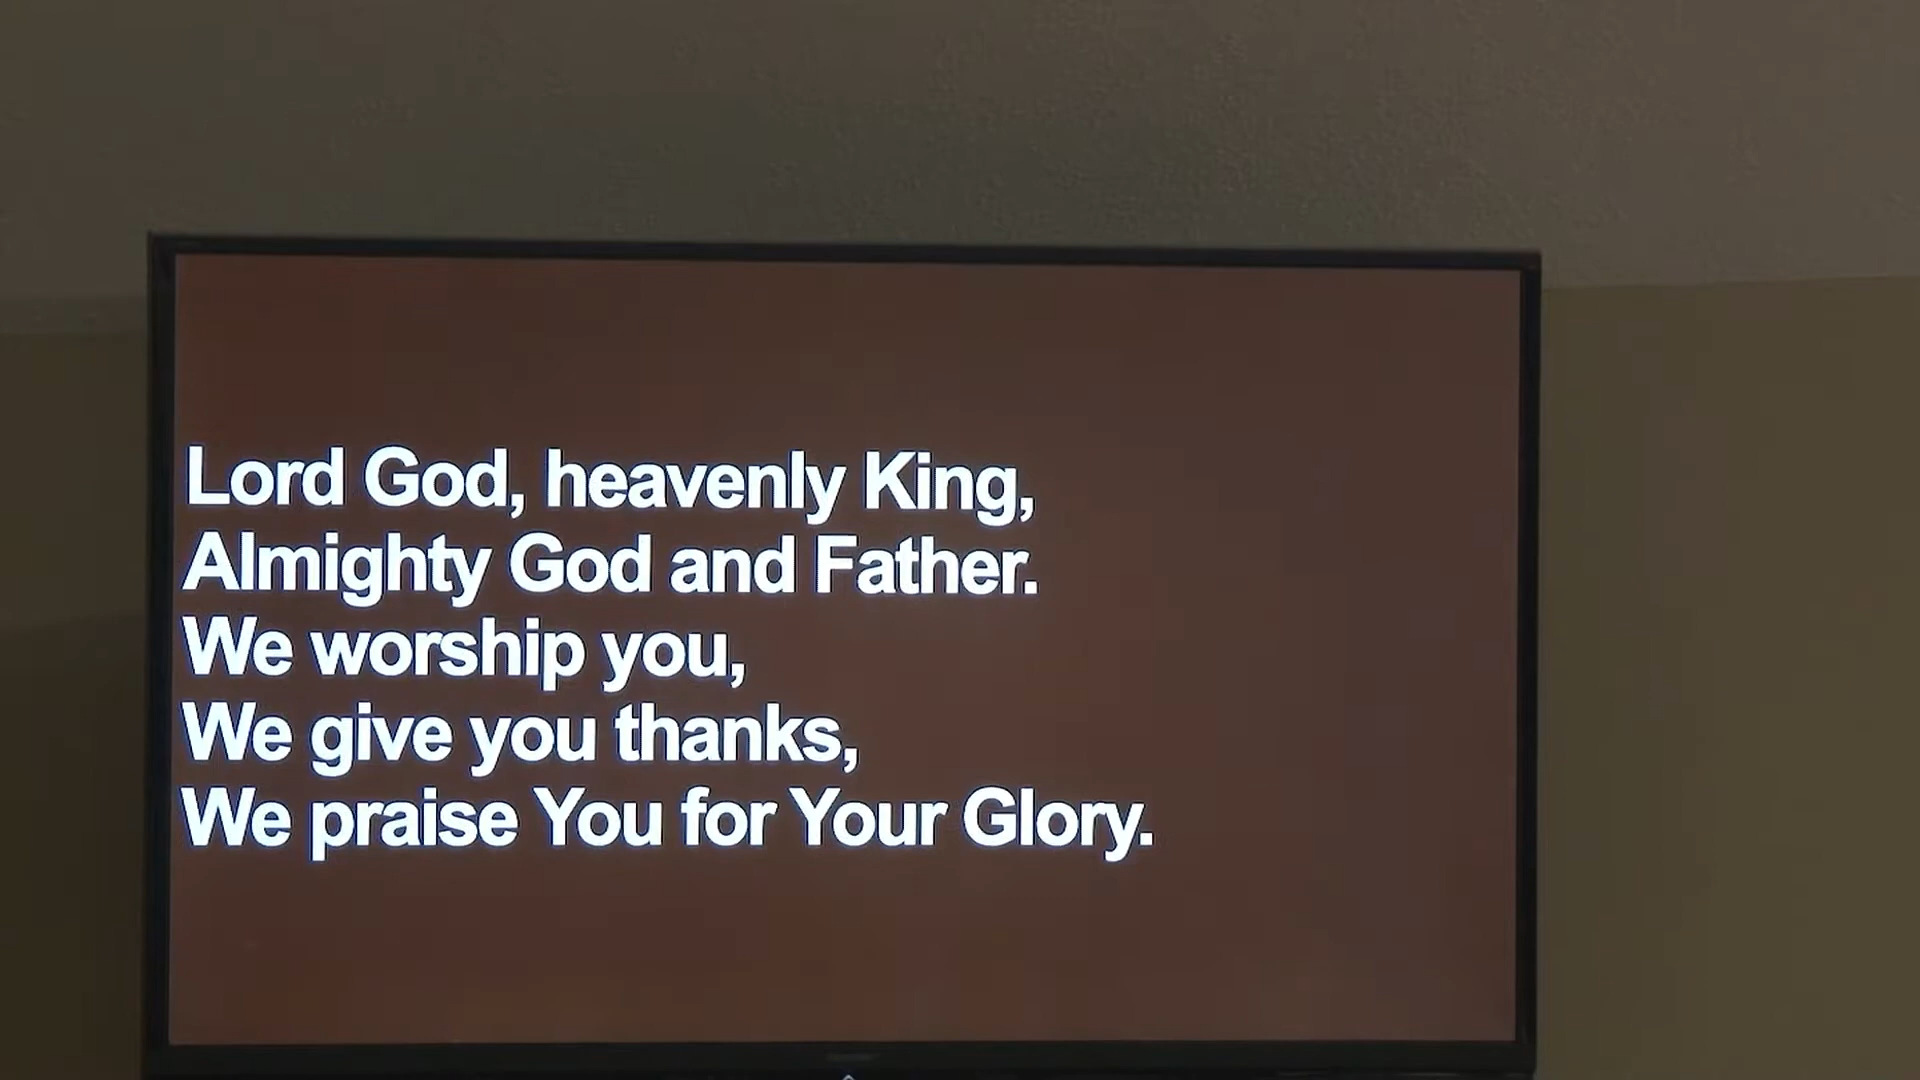 Lord God, heavenly King,
Almighty God and Father.
We worship you,
We give you thanks,
We praise You for Your Glory.